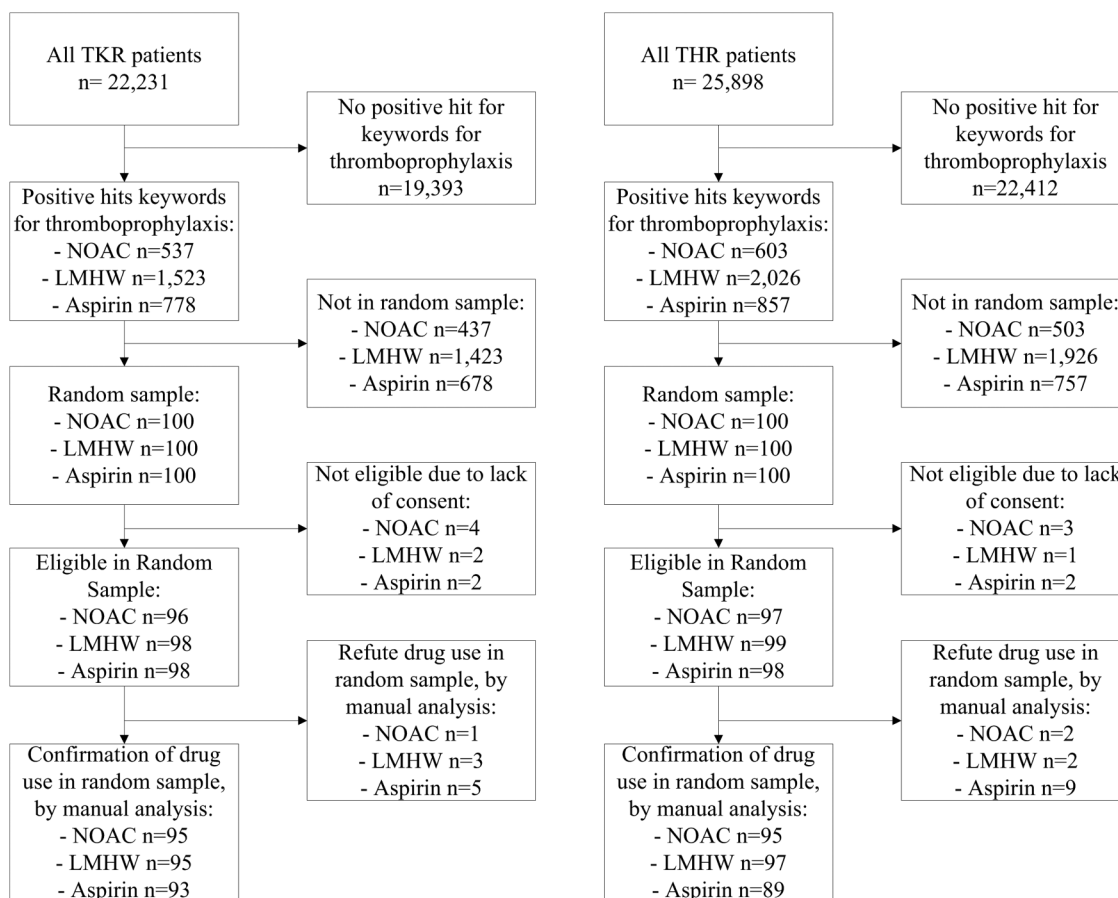 All TKR patients
n= 22,231
No positive hit for
keywords for
thromboprophylaxis
n=19,393
Positive hits keywords
for thromboprophylaxis:
- NOAC n=537
- LMHW n=1,523
- Aspirin n=778
Not in random sample:
- NOAC n=437
- LMHW n=1,423
- Aspirin n=678
Random sample:
- NOAC n=100
- LMHW n=100
- Aspirin n=100
Not eligible due to lack
of consent:
- NOAC n=4
- LMHW n=2
- Aspirin n=2
Eligible in Random
Sample:
- NOAC n=96
- LMHW n=98
- Aspirin n=98
Refute drug use in
random sample, by
manual analysis:
- NOAC n=1
- LMHW n=3
- Aspirin n=5
Confirmation of drug
use in random sample,
by manual analysis:
- NOAC n=95
- LMHW n=95
- Aspirin n=93
All THR patients
n= 25,898
No positive hit for
keywords for
thromboprophylaxis
n=22,412
Positive hits keywords
for thromboprophylaxis:
- NOAC n=603
- LMHW n=2,026
- Aspirin n=857
Not in random sample:
- NOAC n=503
- LMHW n=1,926
- Aspirin n=757
Random sample:
- NOAC n=100
- LMHW n=100
- Aspirin n=100
Not eligible due to lack
of consent:
- NOAC n=3
- LMHW n=1
- Aspirin n=2
Eligible in Random
Sample:
- NOAC n=97
- LMHW n=99
- Aspirin n=98
Refute drug use in
random sample, by
manual analysis:
- NOAC n=2
- LMHW n=2
- Aspirin n=9
Confirmation of drug
use in random sample,
by manual analysis:
- NOAC n=95
- LMHW n=97
- Aspirin n=89